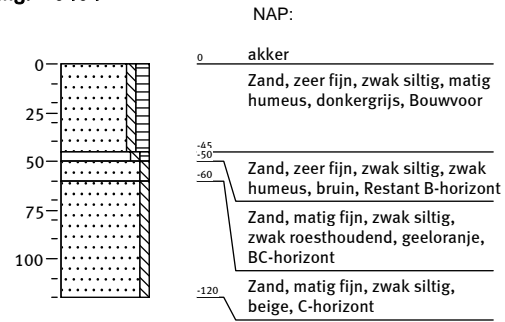 NAP:
0
25
50
75
100
0 akker
Zand, zeer fijn, zwak siltig, matig
humeus, donkergrijs, Bouwvoor
-45
-50
Zand, zeer fijn, zwak siltig, zwak
humeus, bruin, Restant B-horizont
-60
Zand, matig fijn, zwak siltig,
zwak roesthoudend, geeloranje,
BC-horizont
-120
Zand, matig fijn, zwak siltig,
beige, C-horizont